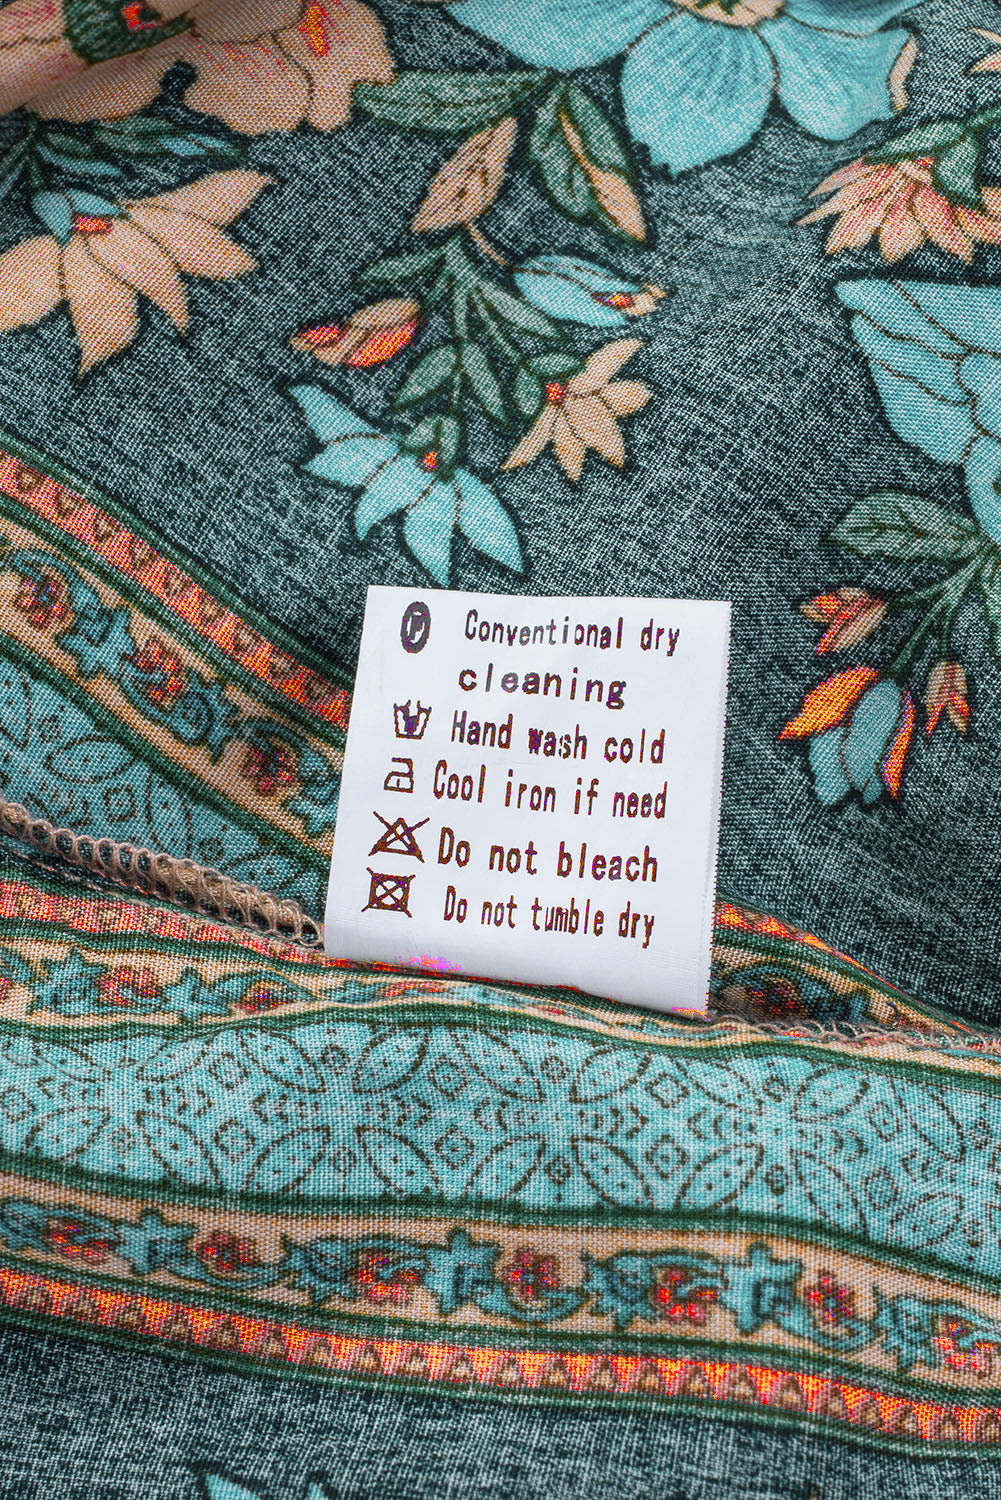 Ⓟ Conventional dry
cleaning
Hand wash cold
Cool iron if need
Do not bleach
Do not tumble dry